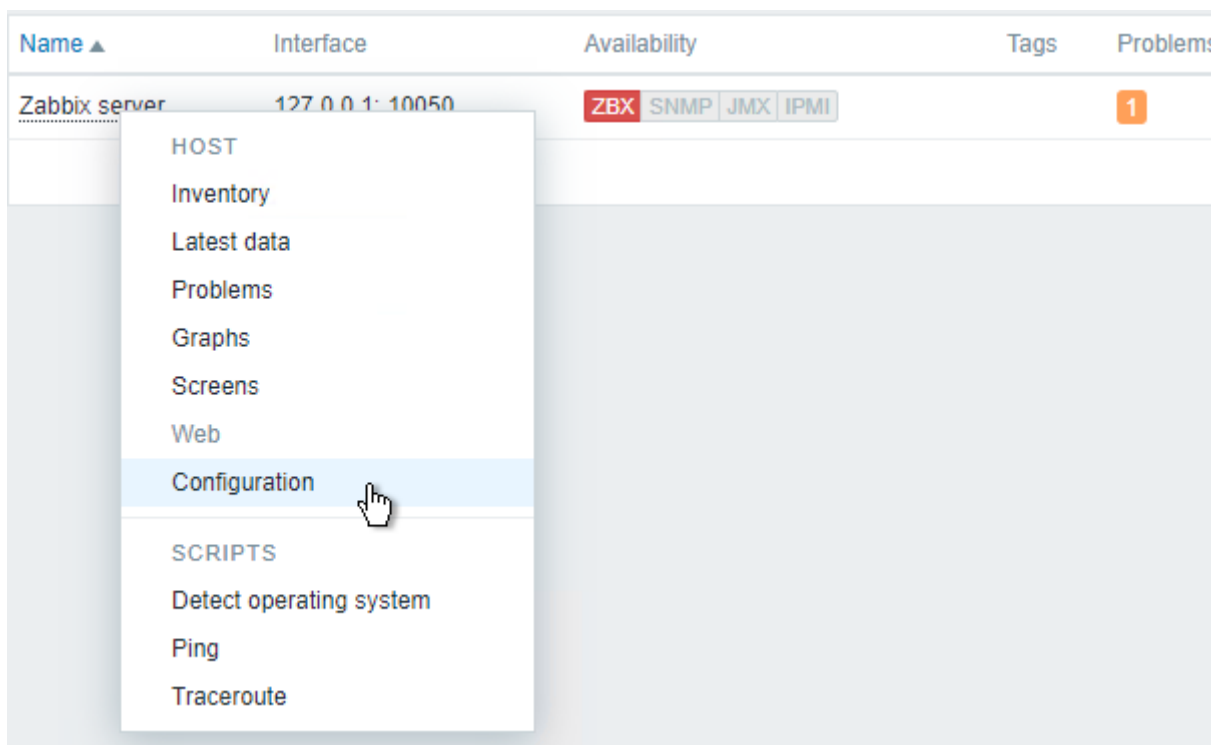 Name ▲ Interface Availability Tags Problems
Zabbix server 127.0.0.1: 10050 ZBX SNMP JMX IPMI 1
HOST
Inventory
Latest data
Problems
Graphs
Screens
Web
Configuration
SCRIPTS
Detect operating system
Ping
Traceroute